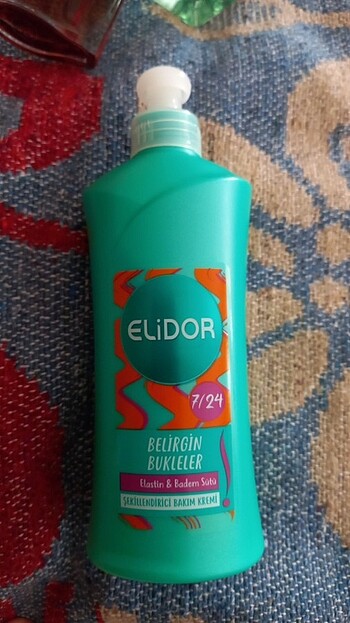 ELiDOR
7/24
BELİRGİN
BUKLELER
Elastin & Badem Sütü
ŞEKİLLENDİRİCİ BAKIM KREMİ